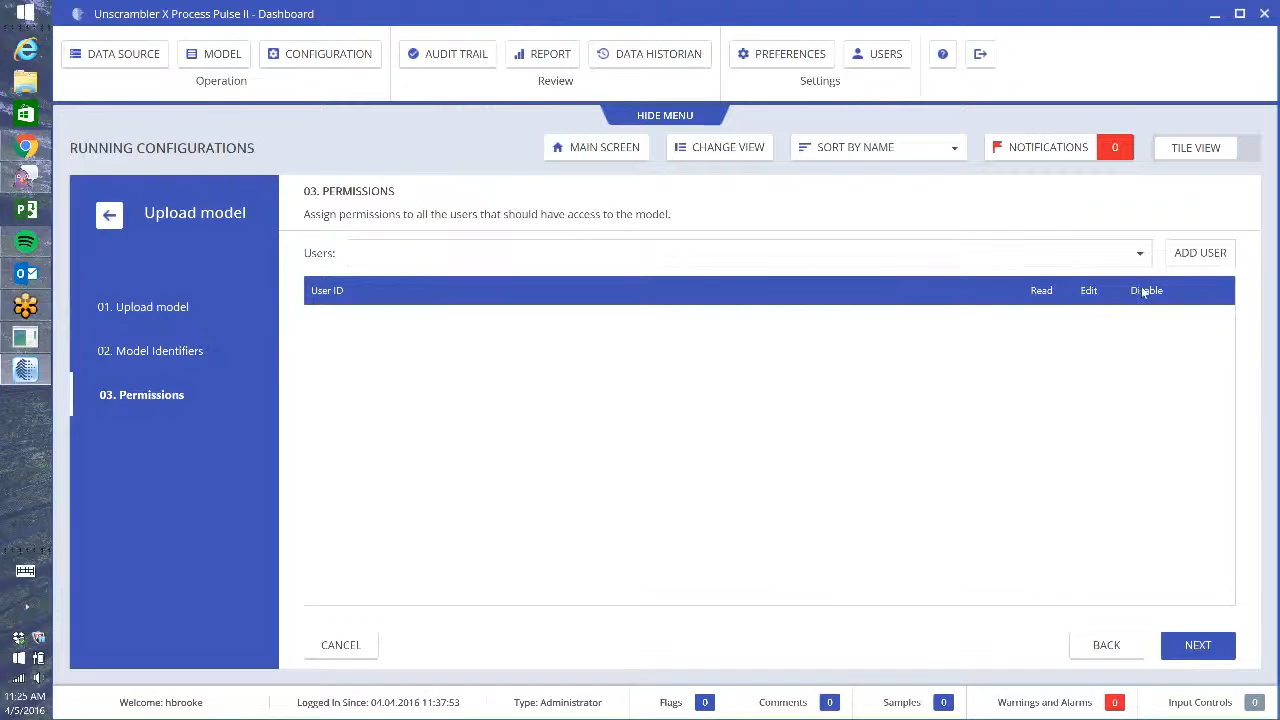 Unscrambler X Process Pulse II - Dashboard
DATA SOURCE MODEL CONFIGURATION AUDIT TRAIL REPORT DATA HISTORIAN PREFERENCES USERS ?
Operation Review Settings
HIDE MENU
RUNNING CONFIGURATIONS MAIN SCREEN CHANGE VIEW SORT BY NAME NOTIFICATIONS 0 TILE VIEW
Upload model
01. Upload model
02. Model Identifiers
03. Permissions
03. PERMISSIONS
Assign permissions to all the users that should have access to the model.
Users: ADD USER
User ID Read Edit Disable
CANCEL BACK NEXT
Welcome: hbrooke Logged In Since: 04.04.2016 11:37:53 Type: Administrator Flags 0 Comments 0 Samples 0 Warnings and Alarms 0 Input Controls 0
11:25 AM
4/5/2016